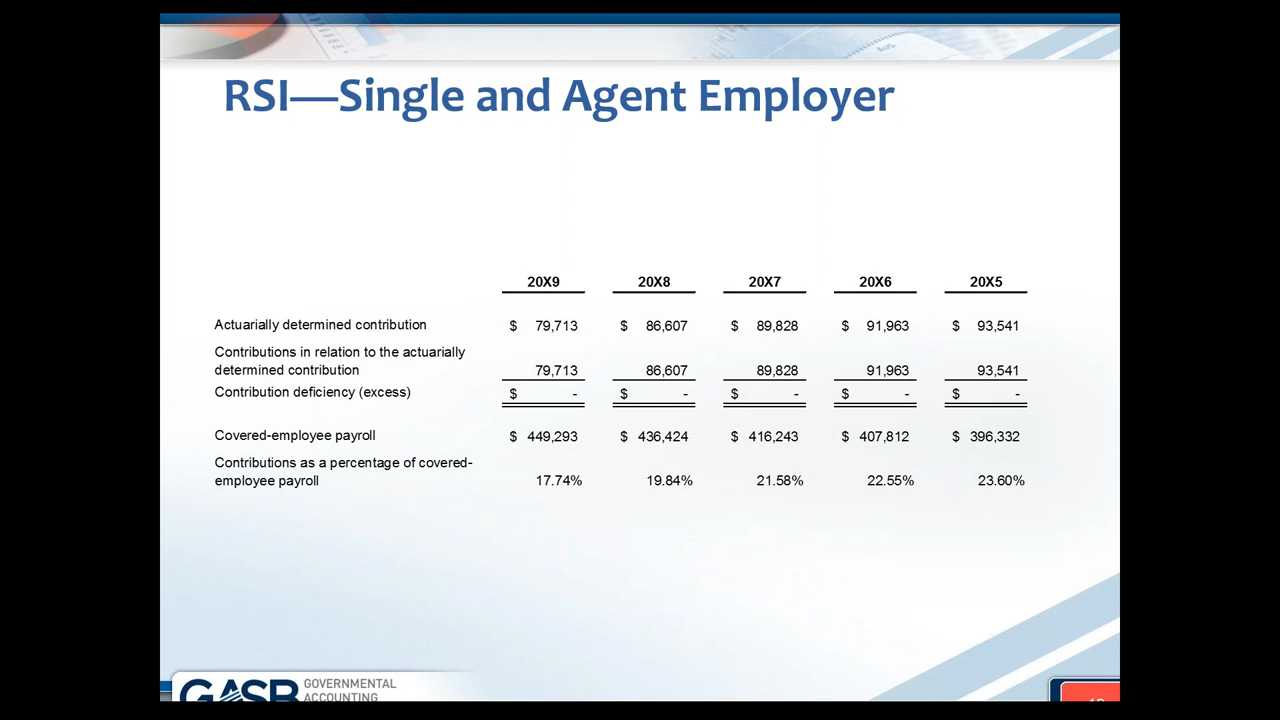 RSI—Single and Agent Employer
20X9 20X8 20X7 20X6 20X5
Actuarially determined contribution $ 79,713 $ 86,607 $ 89,828 $ 91,963 $ 93,541
Contributions in relation to the actuarially
determined contribution 79,713 86,607 89,828 91,963 93,541
Contribution deficiency (excess) $ - $ - $ - $ - $ -
Covered-employee payroll $ 449,293 $ 436,424 $ 416,243 $ 407,812 $ 396,332
Contributions as a percentage of covered-
employee payroll 17.74% 19.84% 21.58% 22.55% 23.60%
GASB GOVERNMENTAL
ACCOUNTING